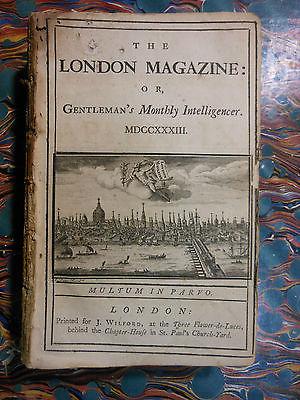 THE
LONDON MAGAZINE:
OR,
GENTLEMAN'S Monthly Intelligencer.
MDCCXXXIII.
MULTUM IN PARVO.
LONDON:
Printed for J. WILFORD, at the Three Flower-de-Luces,
behind the Chapter-House in St. Paul's Church-Yard.